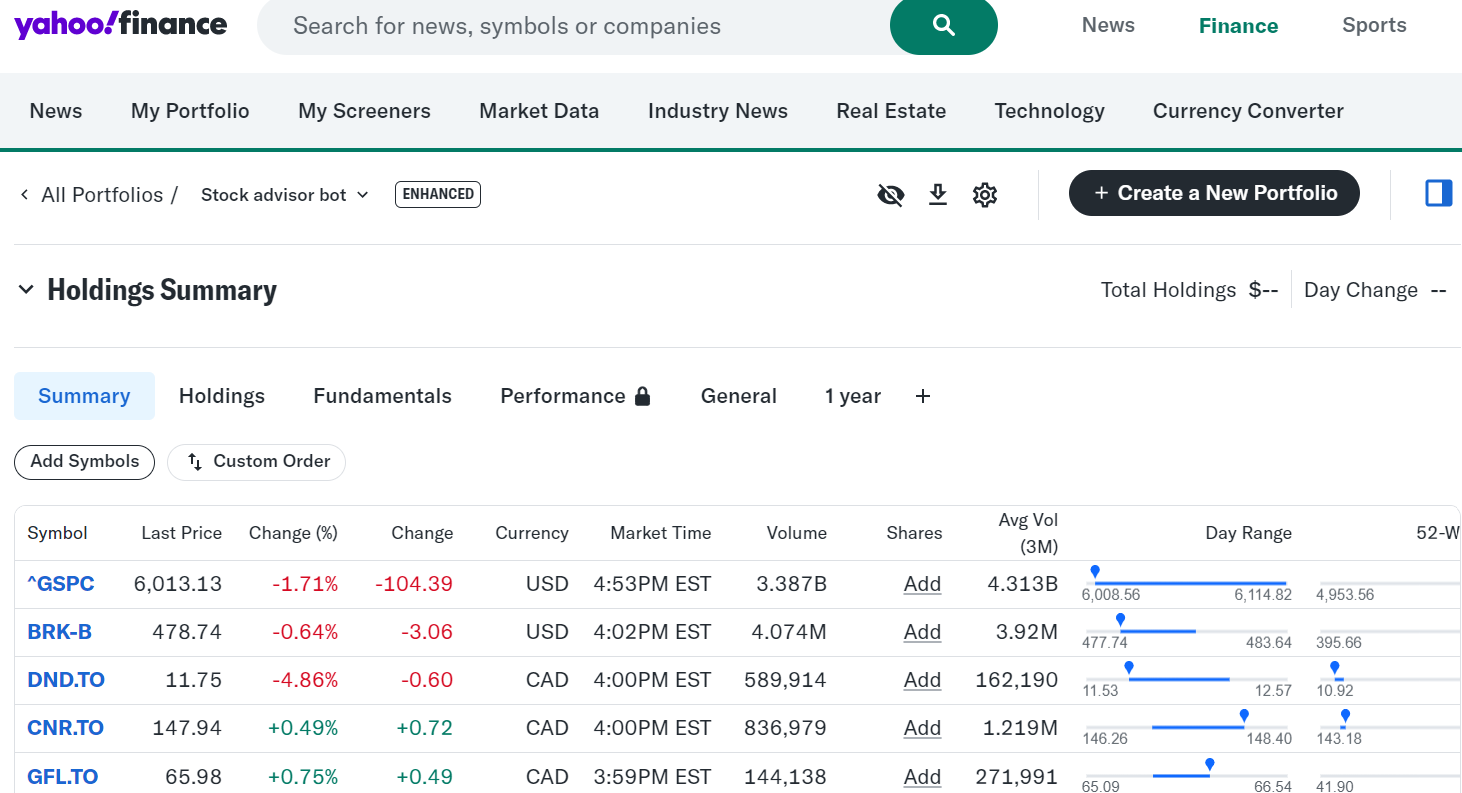 yahoo!finance Search for news, symbols or companies News Finance Sports
News My Portfolio My Screeners Market Data Industry News Real Estate Technology Currency Converter
All Portfolios / Stock advisor bot ENHANCED + Create a New Portfolio
Holdings Summary Total Holdings $-- Day Change --
Summary Holdings Fundamentals Performance General 1 year +
Add Symbols Custom Order
Symbol Last Price Change (%) Change Currency Market Time Volume Shares Avg Vol (3M) Day Range 52-W
^GSPC 6,013.13 -1.71% -104.39 USD 4:53PM EST 3.387B Add 4.313B 6,008.56 6,114.82 4,953.56
BRK-B 478.74 -0.64% -3.06 USD 4:02PM EST 4.074M Add 3.92M 477.74 483.64 395.66
DND.TO 11.75 -4.86% -0.60 CAD 4:00PM EST 589,914 Add 162,190 11.53 12.57 10.92
CNR.TO 147.94 +0.49% +0.72 CAD 4:00PM EST 836,979 Add 1.219M 146.26 148.40 143.18
GFL.TO 65.98 +0.75% +0.49 CAD 3:59PM EST 144,138 Add 271,991 65.09 66.54 41.90